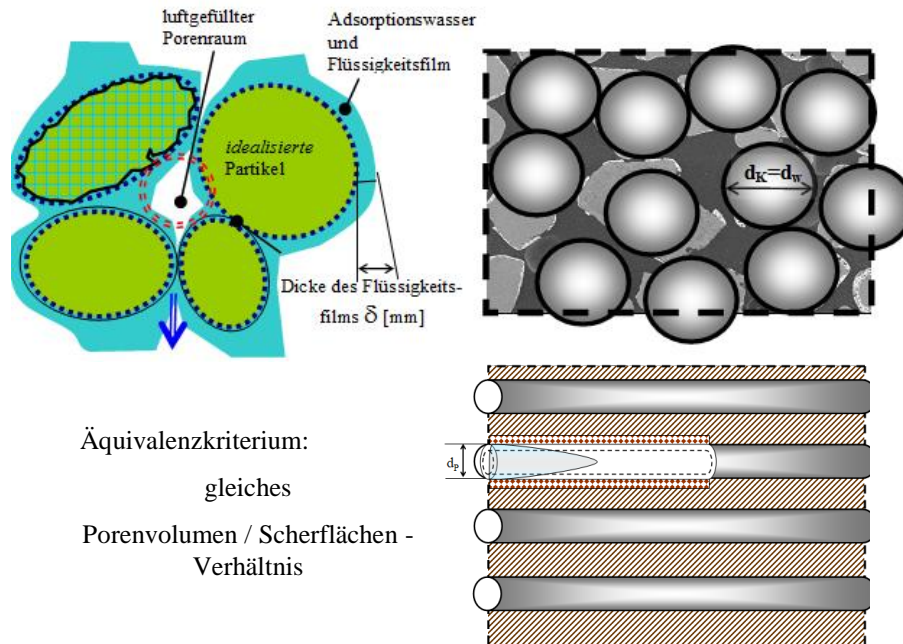 luftgefüllter
Porenraum
Adsorptionswasser
und
Flüssigkeitsfilm
idealisierte
Partikel
Dicke des Flüssigkeits-
films δ [mm]
d_K=d_w
d_P
Äquivalenzkriterium:
gleiches
Porenvolumen / Scherflächen -
Verhältnis